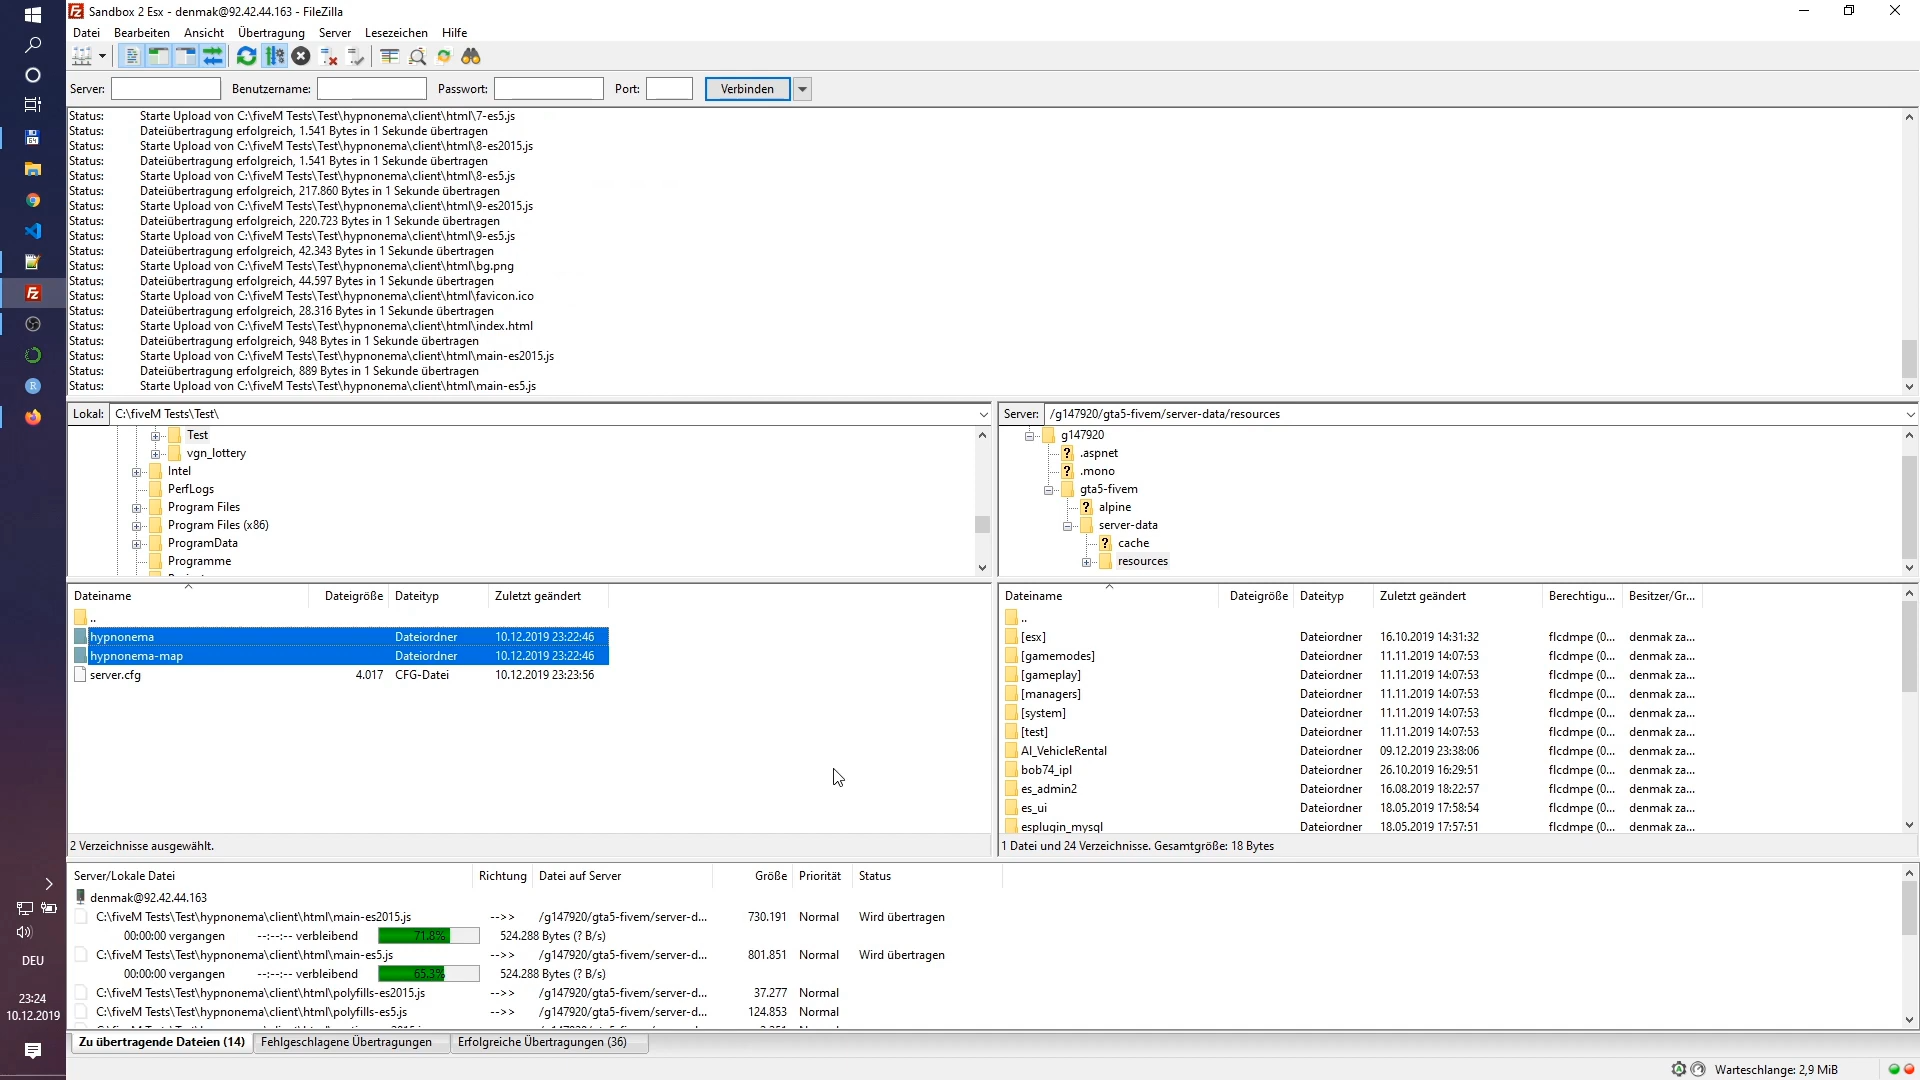 Sandbox 2 Esx - denmak@92.42.44.163 - FileZilla
Datei Bearbeiten Ansicht Übertragung Server Lesezeichen Hilfe
Server: Benutzername: Passwort: Port: Verbinden
Status: Starte Upload von C:\fiveM Tests\Test\hypnonema\client\html\7-es5.js
Status: Dateiübertragung erfolgreich, 1.541 Bytes in 1 Sekunde übertragen
Status: Starte Upload von C:\fiveM Tests\Test\hypnonema\client\html\8-es2015.js
Status: Dateiübertragung erfolgreich, 1.541 Bytes in 1 Sekunde übertragen
Status: Starte Upload von C:\fiveM Tests\Test\hypnonema\client\html\8-es5.js
Status: Dateiübertragung erfolgreich, 217.860 Bytes in 1 Sekunde übertragen
Status: Starte Upload von C:\fiveM Tests\Test\hypnonema\client\html\9-es2015.js
Status: Dateiübertragung erfolgreich, 220.723 Bytes in 1 Sekunde übertragen
Status: Starte Upload von C:\fiveM Tests\Test\hypnonema\client\html\9-es5.js
Status: Dateiübertragung erfolgreich, 42.343 Bytes in 1 Sekunde übertragen
Status: Starte Upload von C:\fiveM Tests\Test\hypnonema\client\html\bg.png
Status: Dateiübertragung erfolgreich, 44.597 Bytes in 1 Sekunde übertragen
Status: Starte Upload von C:\fiveM Tests\Test\hypnonema\client\html\favicon.ico
Status: Dateiübertragung erfolgreich, 28.316 Bytes in 1 Sekunde übertragen
Status: Starte Upload von C:\fiveM Tests\Test\hypnonema\client\html\index.html
Status: Dateiübertragung erfolgreich, 948 Bytes in 1 Sekunde übertragen
Status: Starte Upload von C:\fiveM Tests\Test\hypnonema\client\html\main-es2015.js
Status: Dateiübertragung erfolgreich, 889 Bytes in 1 Sekunde übertragen
Status: Starte Upload von C:\fiveM Tests\Test\hypnonema\client\html\main-es5.js
Lokal: C:\fiveM Tests\Test\
Test
vgn_lottery
Intel
PerfLogs
Program Files
Program Files (x86)
ProgramData
Programme
Server: /g147920/gta5-fivem/server-data/resources
g147920
.aspnet
.mono
gta5-fivem
alpine
server-data
cache
resources
Dateiname Dateigröße Dateityp Zuletzt geändert
..
hypnonema Dateiordner 10.12.2019 23:22:46
hypnonema-map Dateiordner 10.12.2019 23:22:46
server.cfg 4.017 CFG-Datei 10.12.2019 23:23:56
2 Verzeichnisse ausgewählt.
Dateiname Dateigröße Dateityp Zuletzt geändert Berechtigu... Besitzer/Gr...
..
[esx] Dateiordner 16.10.2019 14:31:32 flcdmpe (0... denmak za...
[gamemodes] Dateiordner 11.11.2019 14:07:53 flcdmpe (0... denmak za...
[gameplay] Dateiordner 11.11.2019 14:07:53 flcdmpe (0... denmak za...
[managers] Dateiordner 11.11.2019 14:07:53 flcdmpe (0... denmak za...
[system] Dateiordner 11.11.2019 14:07:53 flcdmpe (0... denmak za...
[test] Dateiordner 11.11.2019 14:07:53 flcdmpe (0... denmak za...
AI_VehicleRental Dateiordner 09.12.2019 23:38:06 flcdmpe (0... denmak za...
bob74_ipl Dateiordner 26.10.2019 16:29:51 flcdmpe (0... denmak za...
es_admin2 Dateiordner 16.08.2019 18:22:57 flcdmpe (0... denmak za...
es_ui Dateiordner 18.05.2019 17:58:54 flcdmpe (0... denmak za...
esplugin_mysql Dateiordner 18.05.2019 17:57:51 flcdmpe (0... denmak za...
1 Datei und 24 Verzeichnisse. Gesamtgröße: 18 Bytes
Server/Lokale Datei Richtung Datei auf Server Größe Priorität Status
denmak@92.42.44.163
C:\fiveM Tests\Test\hypnonema\client\html\main-es2015.js -->> /g147920/gta5-fivem/server-d... 730.191 Normal Wird übertragen
00:00:00 vergangen --:--:-- verbleibend 71.8% 524.288 Bytes (? B/s)
C:\fiveM Tests\Test\hypnonema\client\html\main-es5.js -->> /g147920/gta5-fivem/server-d... 801.851 Normal Wird übertragen
00:00:00 vergangen --:--:-- verbleibend 65.3% 524.288 Bytes (? B/s)
C:\fiveM Tests\Test\hypnonema\client\html\polyfills-es2015.js -->> /g147920/gta5-fivem/server-d... 37.277 Normal
C:\fiveM Tests\Test\hypnonema\client\html\polyfills-es5.js -->> /g147920/gta5-fivem/server-d... 124.853 Normal
Zu übertragende Dateien (14) Fehlgeschlagene Übertragungen Erfolgreiche Übertragungen (36)
Warteschlange: 2,9 MiB
DEU
23:24
10.12.2019